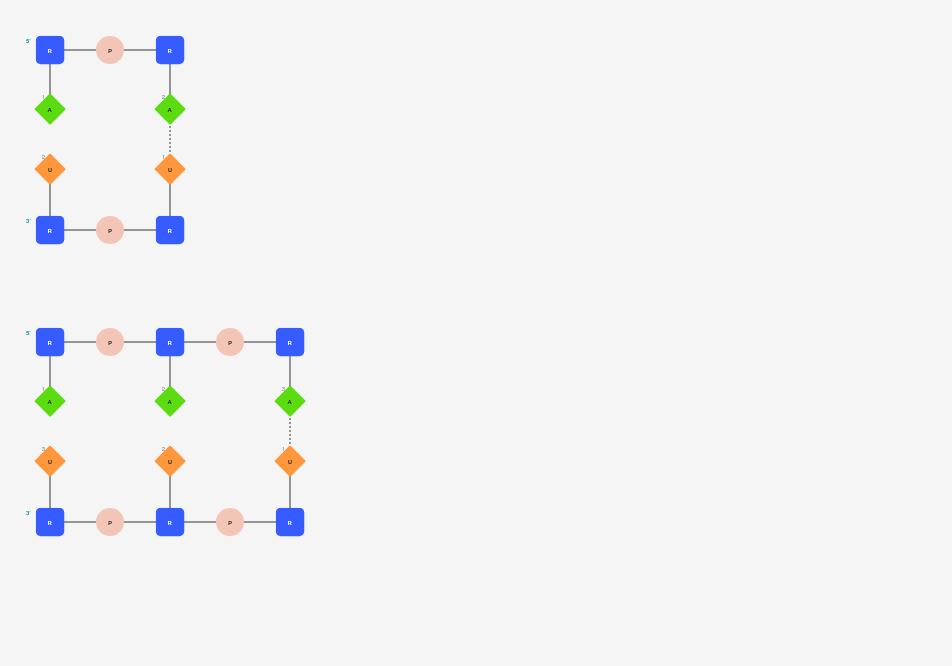 5'
R P R
1 2
A A
2 1
U U
3'
R P R
5'
R P R P R
1 2 3
A A A
3 2 1
U U U
3'
R P R P R